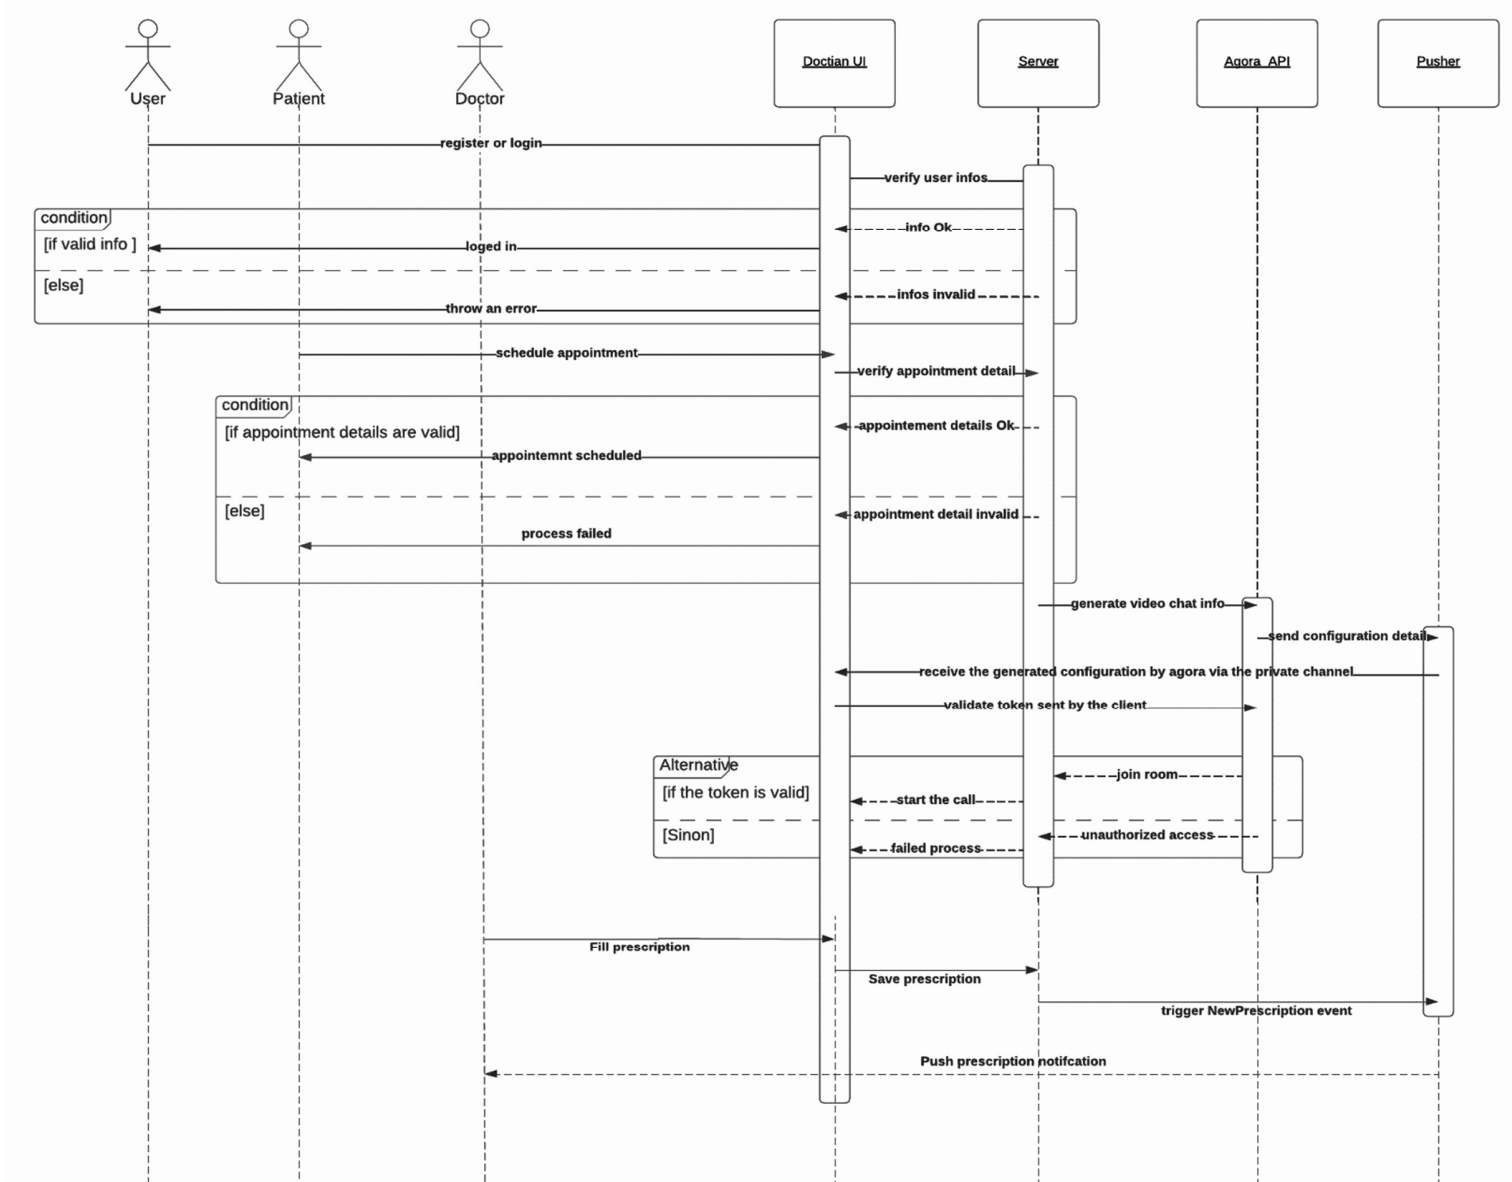 User
Patient
Doctor
Doctian UI
Server
Agora_API
Pusher
register or login
verify user infos
condition
info Ok
[if valid info ]
loged in
[else]
infos invalid
throw an error
schedule appointment
verify appointment detail
condition
appointement details Ok
[if appointment details are valid]
appointemnt scheduled
[else]
appointment detail invalid
process failed
generate video chat info
send configuration detail
receive the generated configuration by agora via the private channel
validate token sent by the client
Alternative
join room
[if the token is valid]
start the call
[Sinon]
unauthorized access
failed process
Fill prescription
Save prescription
trigger NewPrescription event
Push prescription notifcation